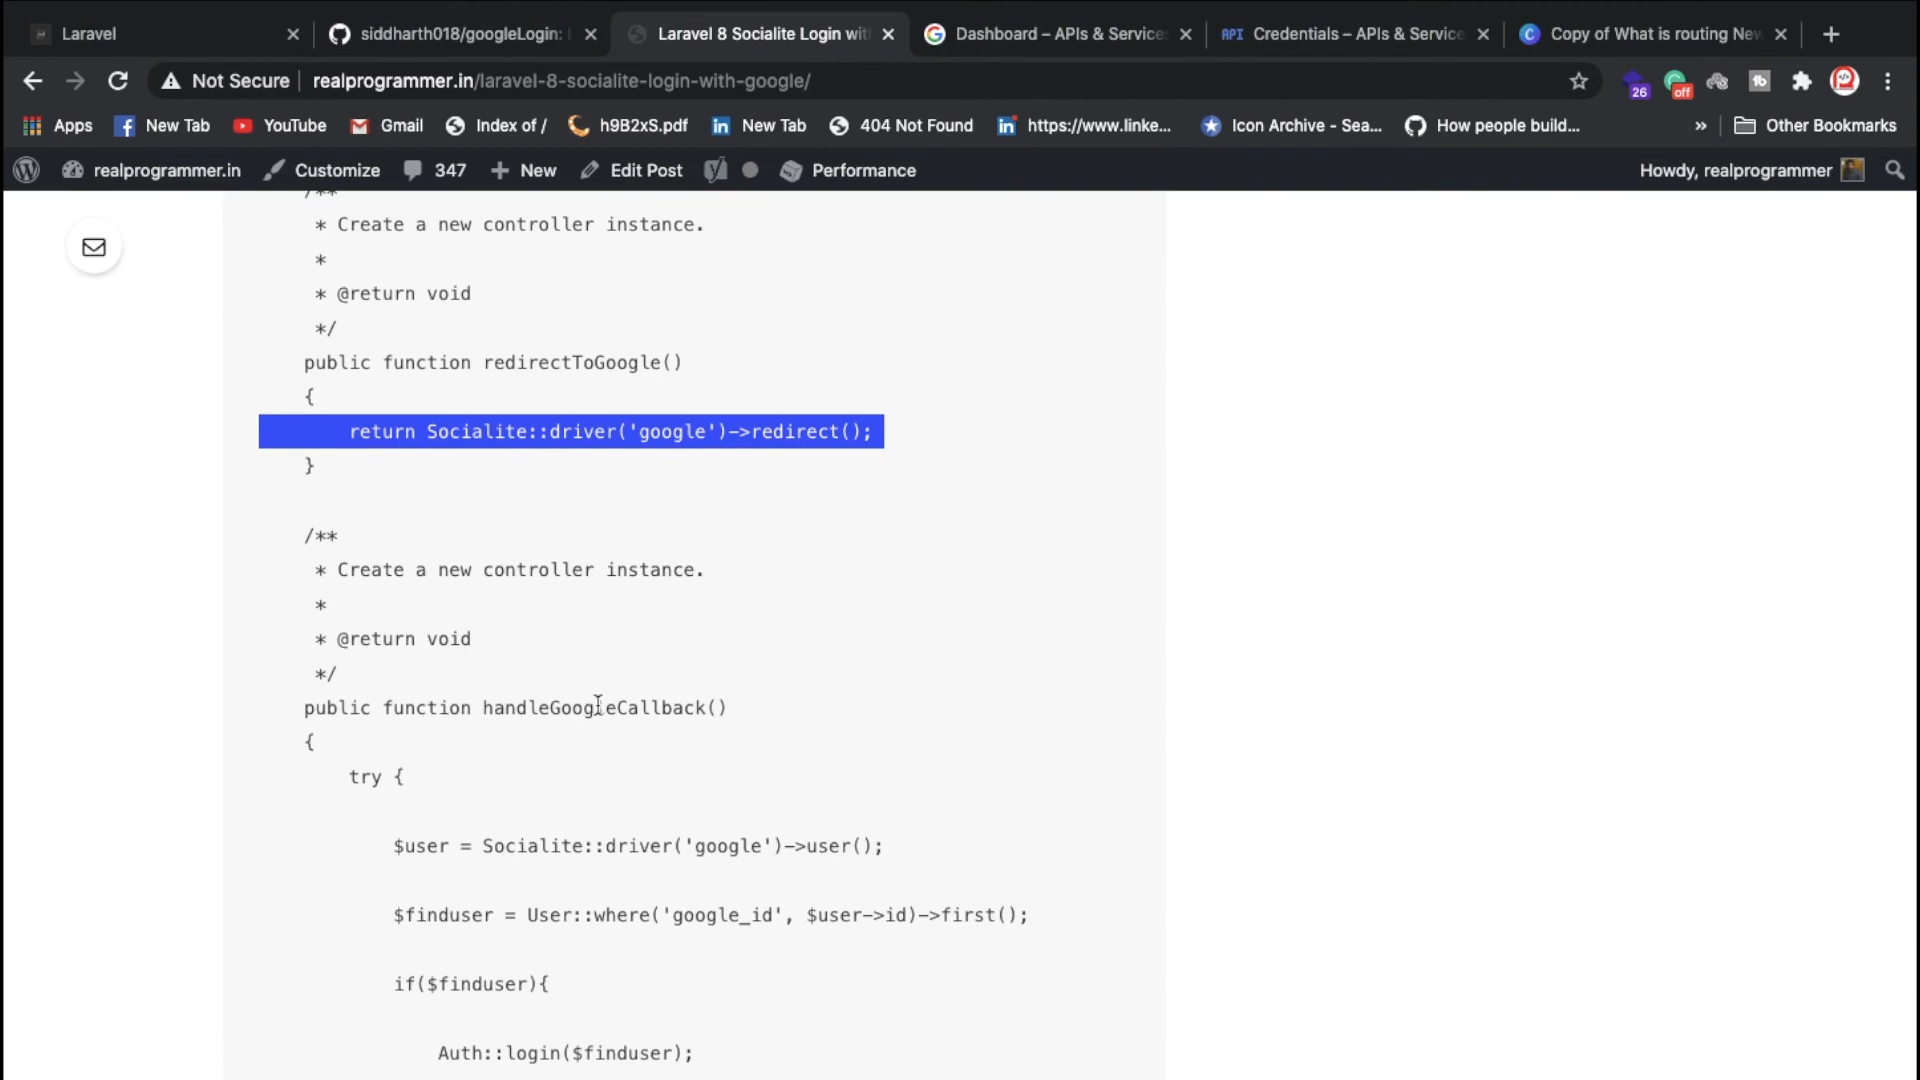 Laravel
siddharth018/googleLogin:
Laravel 8 Socialite Login wit
Dashboard – APIs & Service
API Credentials – APIs & Service
Copy of What is routing New
Not Secure realprogrammer.in/laravel-8-socialite-login-with-google/
26 off tb
Apps New Tab YouTube Gmail Index of / h9B2xS.pdf New Tab 404 Not Found https://www.linke... Icon Archive - Sea... How people build... » Other Bookmarks
realprogrammer.in Customize 347 New Edit Post Performance Howdy, realprogrammer
/**
* Create a new controller instance.
*
* @return void
*/
public function redirectToGoogle()
{
return Socialite::driver('google')->redirect();
}
/**
* Create a new controller instance.
*
* @return void
*/
public function handleGoogleCallback()
{
try {
$user = Socialite::driver('google')->user();
$finduser = User::where('google_id', $user->id)->first();
if($finduser){
Auth::login($finduser);